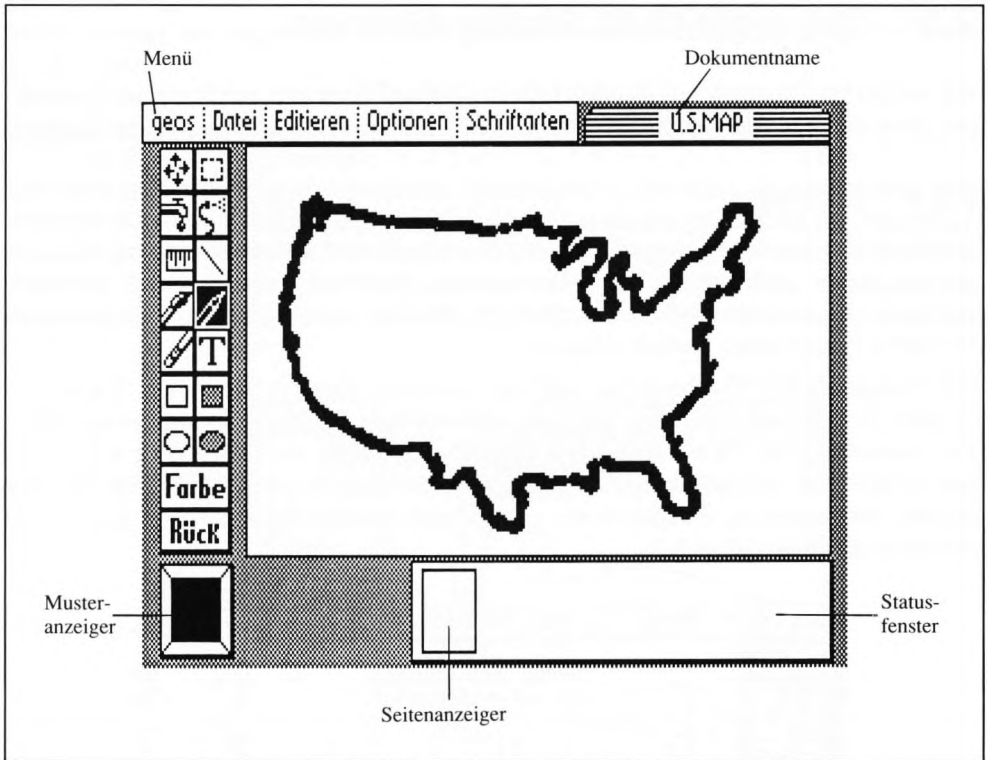 Menü
Dokumentname
geos Datei Editieren Optionen Schriftarten
U.S.MAP
T
Farbe
Rück
Muster-
anzeiger
Status-
fenster
Seitenanzeiger